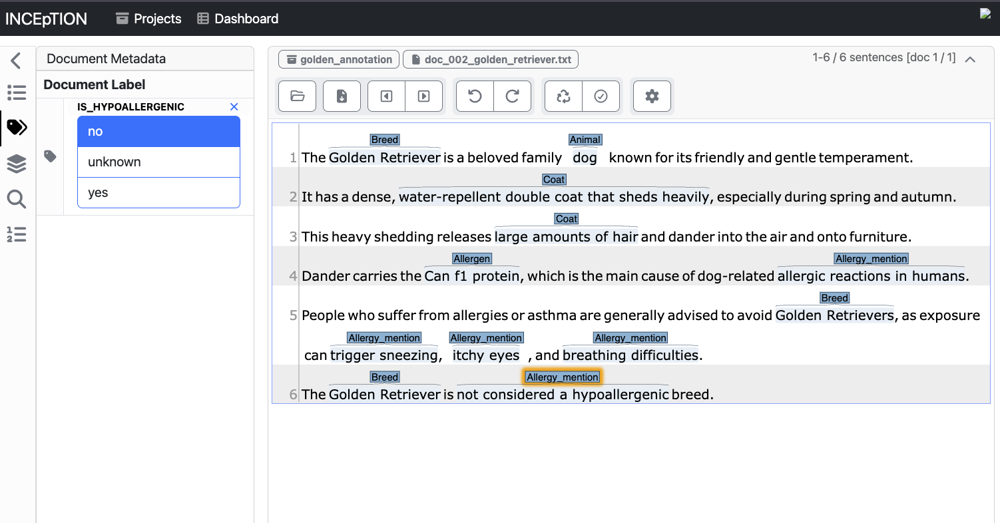 INCEpTION Projects Dashboard
Document Metadata
Document Label
IS_HYPOALLERGENIC
no
unknown
yes
golden_annotation doc_002_golden_retriever.txt 1-6 / 6 sentences [doc 1 / 1]
Breed Animal
1 The Golden Retriever is a beloved family dog known for its friendly and gentle temperament.
Coat
2 It has a dense, water-repellent double coat that sheds heavily, especially during spring and autumn.
Coat
3 This heavy shedding releases large amounts of hair and dander into the air and onto furniture.
Allergen Allergy_mention
4 Dander carries the Can f1 protein, which is the main cause of dog-related allergic reactions in humans.
Breed
5 People who suffer from allergies or asthma are generally advised to avoid Golden Retrievers, as exposure
Allergy_mention Allergy_mention Allergy_mention
can trigger sneezing, itchy eyes , and breathing difficulties.
Breed Allergy_mention
6 The Golden Retriever is not considered a hypoallergenic breed.